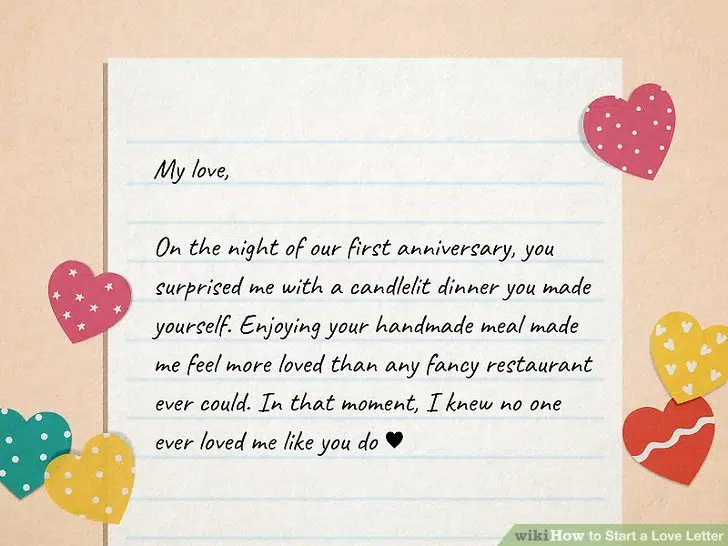 My love,
On the night of our first anniversary, you
surprised me with a candlelit dinner you made
yourself. Enjoying your handmade meal made
me feel more loved than any fancy restaurant
ever could. In that moment, I knew no one
ever loved me like you do ♥
wikiHow to Start a Love Letter